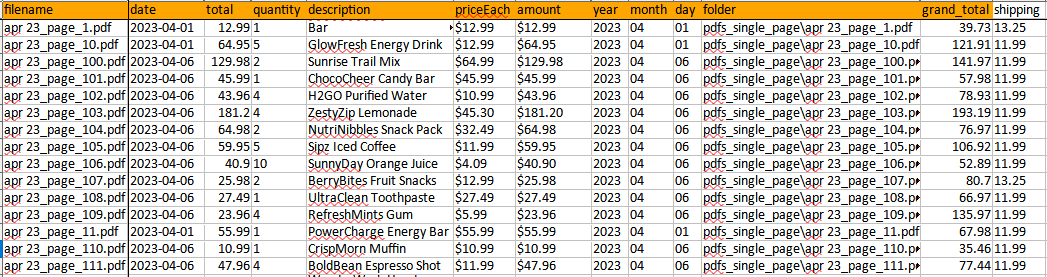 filename date total quantity description priceEach amount year month day folder grand_total shipping
apr 23_page_1.pdf 2023-04-01 12.99 1 Bar $12.99 $12.99 2023 04 01 pdfs_single_page\apr 23_page_1.pdf 39.73 13.25
apr 23_page_10.pdf 2023-04-01 64.95 5 GlowFresh Energy Drink $12.99 $64.95 2023 04 01 pdfs_single_page\apr 23_page_10.pdf 121.91 11.99
apr 23_page_100.pdf 2023-04-06 129.98 2 Sunrise Trail Mix $64.99 $129.98 2023 04 06 pdfs_single_page\apr 23_page_100.p 141.97 11.99
apr 23_page_101.pdf 2023-04-06 45.99 1 ChocoCheer Candy Bar $45.99 $45.99 2023 04 06 pdfs_single_page\apr 23_page_101.p 57.98 11.99
apr 23_page_102.pdf 2023-04-06 43.96 4 H2GO Purified Water $10.99 $43.96 2023 04 06 pdfs_single_page\apr 23_page_102.p 78.93 11.99
apr 23_page_103.pdf 2023-04-06 181.2 4 ZestyZip Lemonade $45.30 $181.20 2023 04 06 pdfs_single_page\apr 23_page_103.p 193.19 11.99
apr 23_page_104.pdf 2023-04-06 64.98 2 NutriNibbles Snack Pack $32.49 $64.98 2023 04 06 pdfs_single_page\apr 23_page_104.p 76.97 11.99
apr 23_page_105.pdf 2023-04-06 59.95 5 Sipz Iced Coffee $11.99 $59.95 2023 04 06 pdfs_single_page\apr 23_page_105.p 106.92 11.99
apr 23_page_106.pdf 2023-04-06 40.9 10 SunnyDay Orange Juice $4.09 $40.90 2023 04 06 pdfs_single_page\apr 23_page_106.p 52.89 11.99
apr 23_page_107.pdf 2023-04-06 25.98 2 BerryBites Fruit Snacks $12.99 $25.98 2023 04 06 pdfs_single_page\apr 23_page_107.p 80.7 13.25
apr 23_page_108.pdf 2023-04-06 27.49 1 UltraClean Toothpaste $27.49 $27.49 2023 04 06 pdfs_single_page\apr 23_page_108.p 66.97 11.99
apr 23_page_109.pdf 2023-04-06 23.96 4 RefreshMints Gum $5.99 $23.96 2023 04 06 pdfs_single_page\apr 23_page_109.p 135.97 11.99
apr 23_page_11.pdf 2023-04-01 55.99 1 PowerCharge Energy Bar $55.99 $55.99 2023 04 01 pdfs_single_page\apr 23_page_11.pdf 67.98 11.99
apr 23_page_110.pdf 2023-04-06 10.99 1 CrispMorn Muffin $10.99 $10.99 2023 04 06 pdfs_single_page\apr 23_page_110.p 35.46 11.99
apr 23_page_111.pdf 2023-04-06 47.96 4 BoldBean Espresso Shot $11.99 $47.96 2023 04 06 pdfs_single_page\apr 23_page_111.p 77.44 11.99